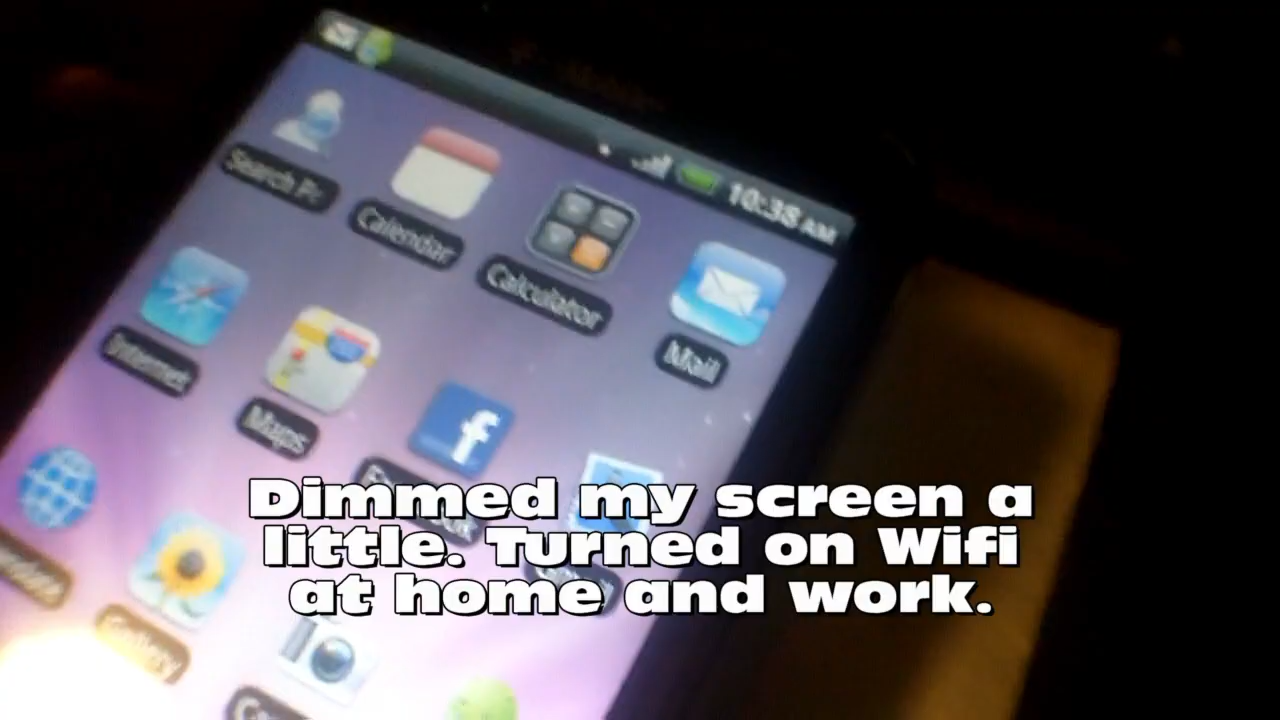 10:38 AM
Search Pc
Calendar
Calculator
Mail
Internet
Maps
Dimmed my screen a
little. Turned on Wifi
at home and work.
Gallery